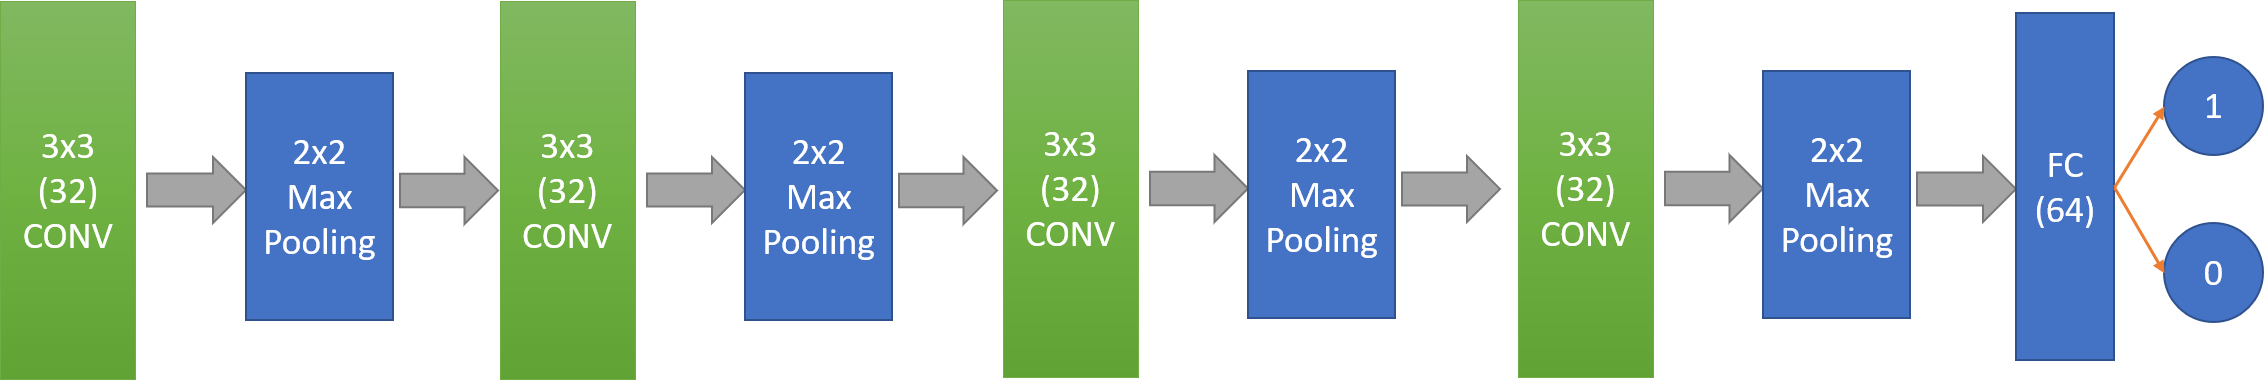 3x3
(32)
CONV
2x2
Max
Pooling
3x3
(32)
CONV
2x2
Max
Pooling
3x3
(32)
CONV
2x2
Max
Pooling
3x3
(32)
CONV
2x2
Max
Pooling
FC
(64)
1
0